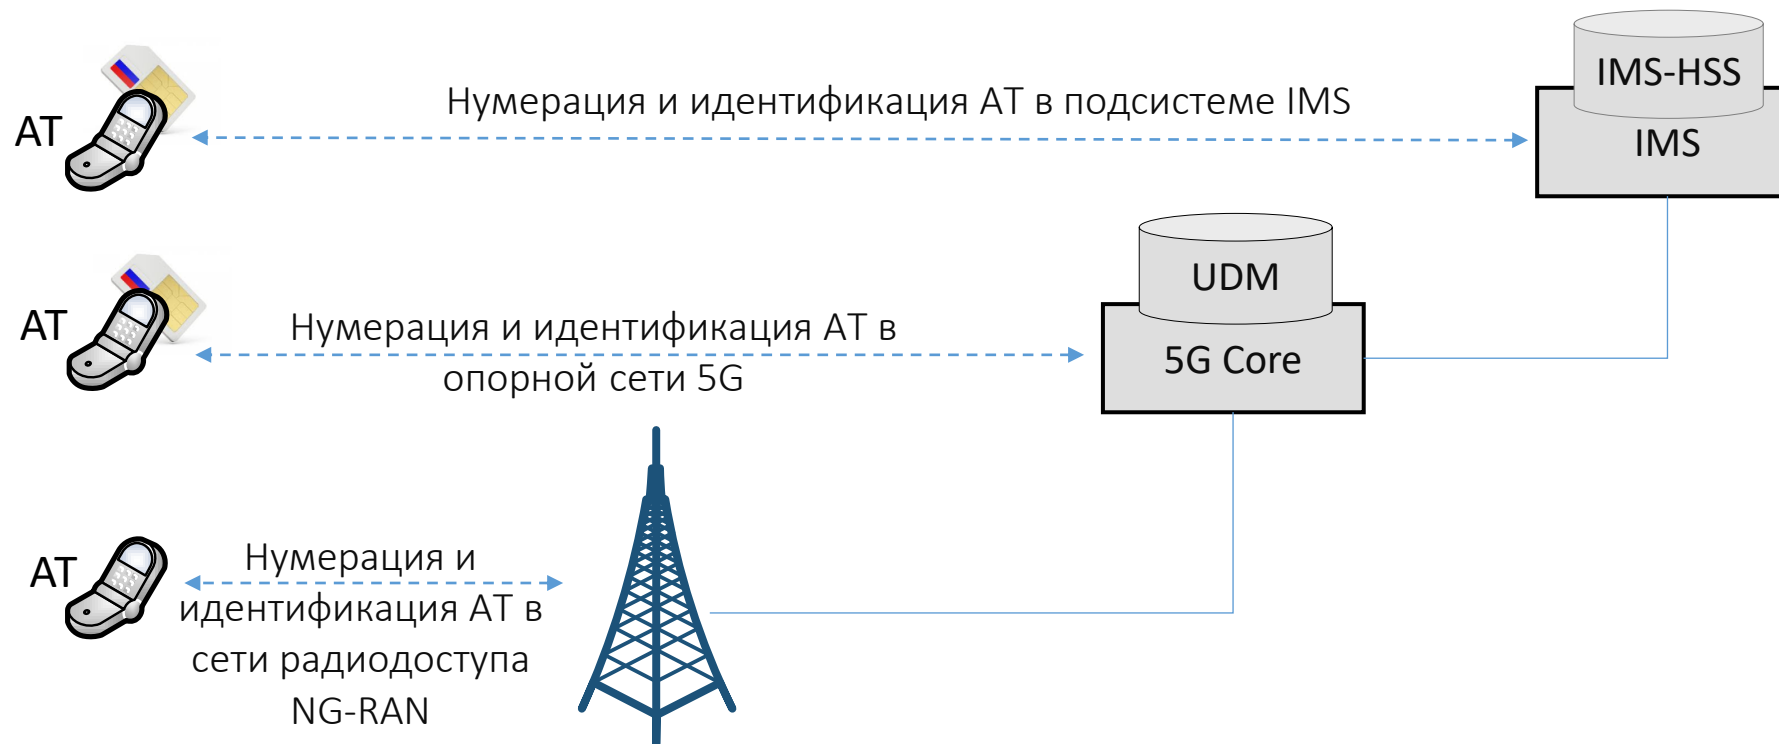 Нумерация и идентификация АТ в подсистеме IMS
АТ
IMS-HSS
IMS
UDM
5G Core
АТ
Нумерация и идентификация АТ в
опорной сети 5G
АТ
Нумерация и
идентификация АТ в
сети радиодоступа
NG-RAN